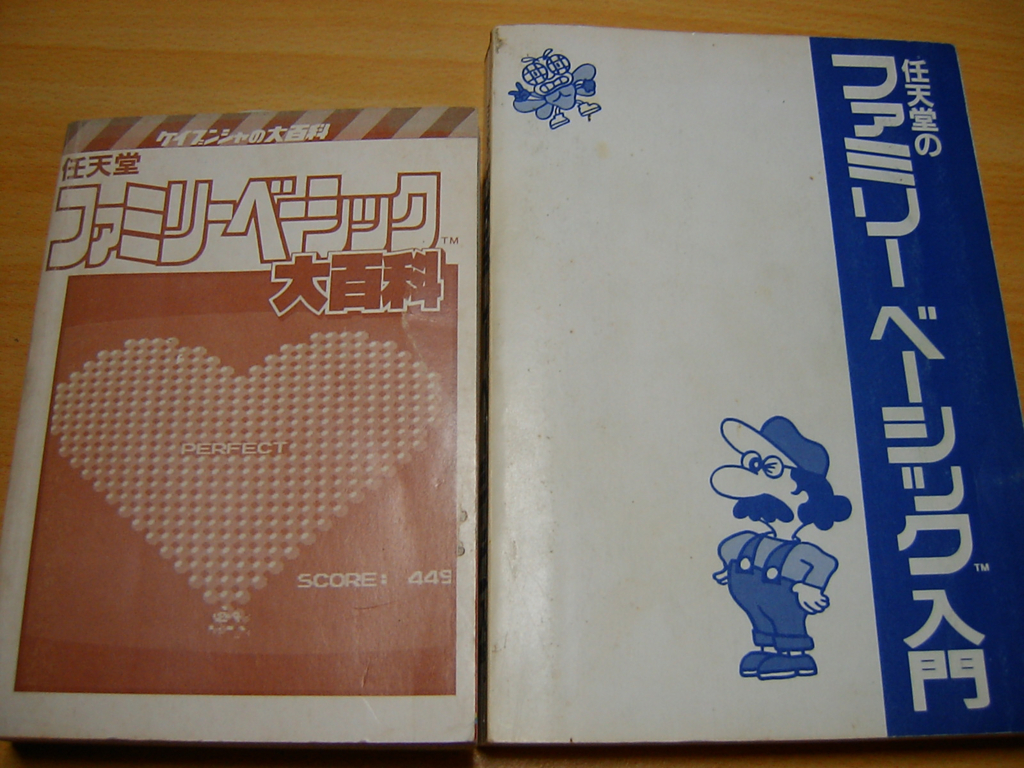 ケイブンシャの大百科
任天堂
ファミリーベーシック™
大百科
PERFECT
SCORE: 449
任天堂の
ファミリーベーシック™入門